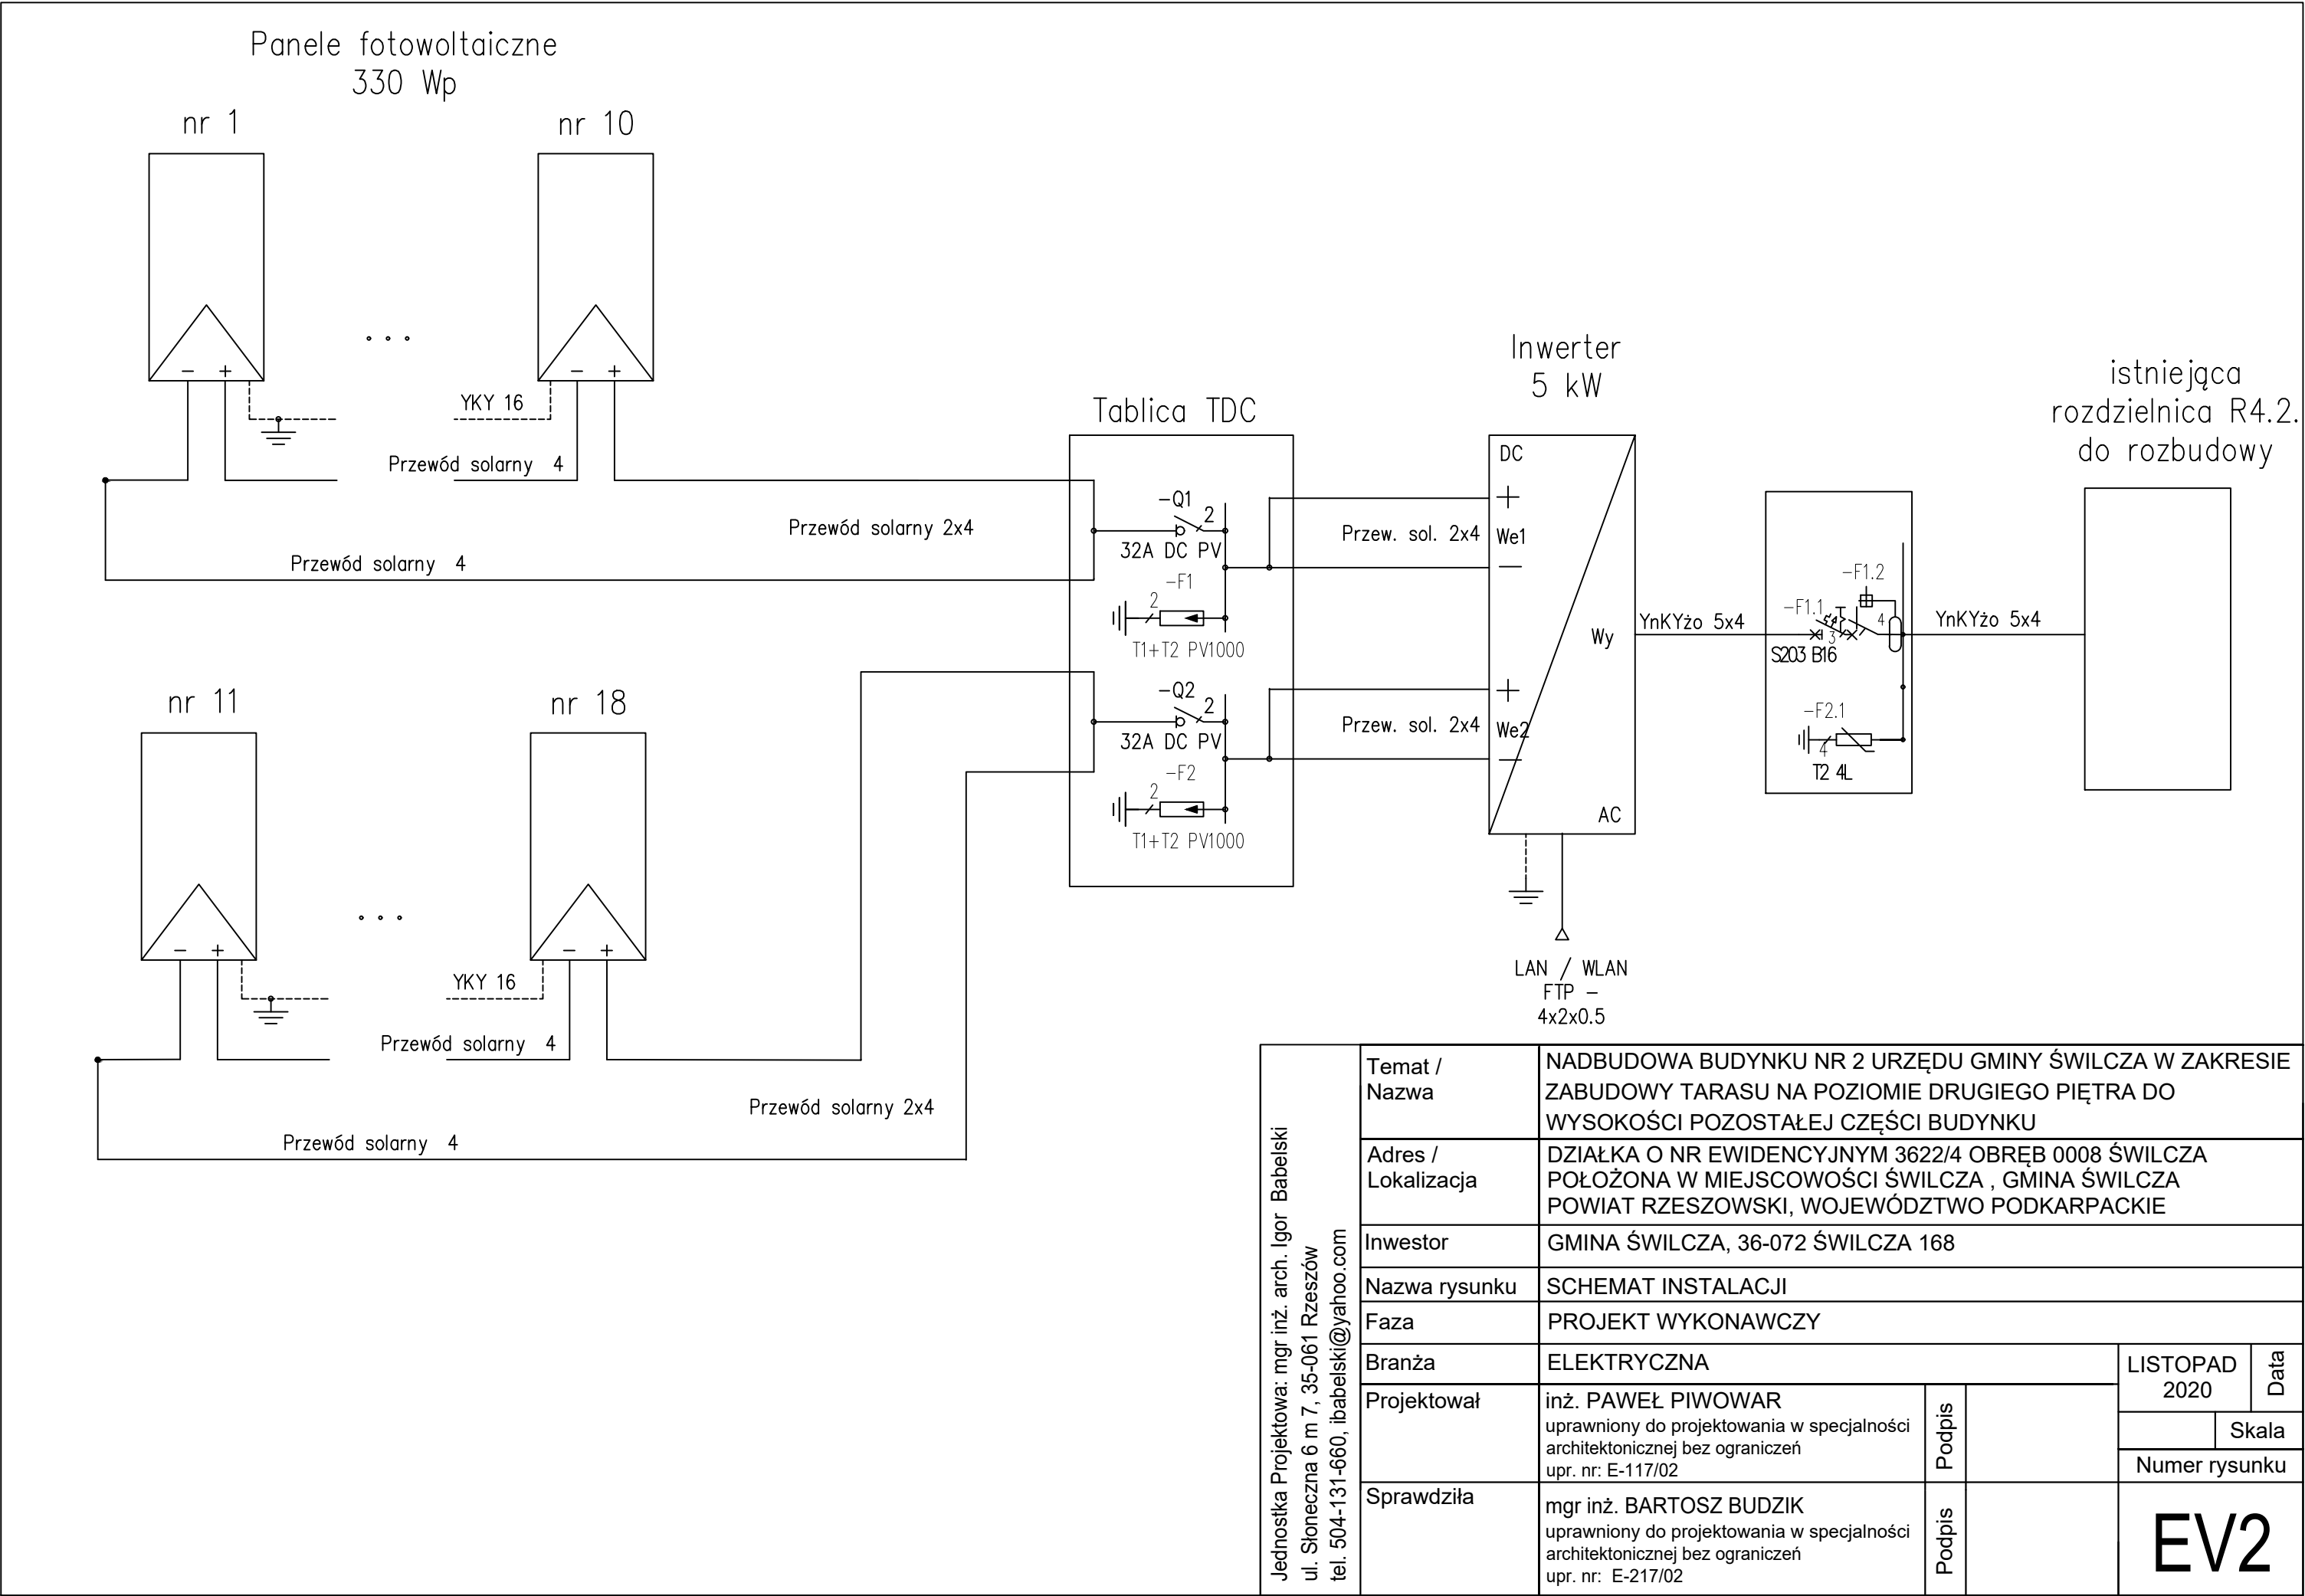 Panele fotowoltaiczne
330 Wp
nr 1
nr 10
− +
− +
YKY 16
Przewód solarny 4
Przewód solarny 2x4
Przewód solarny 4
nr 11
nr 18
− +
− +
YKY 16
Przewód solarny 4
Przewód solarny 2x4
Przewód solarny 4
Tablica TDC
-Q1
2
32A DC PV
-F1
2
T1+T2 PV1000
-Q2
2
32A DC PV
-F2
2
T1+T2 PV1000
Przew. sol. 2x4
Przew. sol. 2x4
Inwerter
5 kW
DC
+
We1
−
Wy
+
We2
−
AC
LAN / WLAN
FTP -
4x2x0.5
YnKYżo 5x4
-F1.2
-F1.1
4
3
S203 B16
-F2.1
4
T2 4L
YnKYżo 5x4
istniejąca
rozdzielnica R4.2.
do rozbudowy
Jednostka Projektowa: mgr inż. arch. Igor Babelski
ul. Słoneczna 6 m 7, 35-061 Rzeszów
tel. 504-131-660, ibabelski@yahoo.com
Temat /
Nazwa
NADBUDOWA BUDYNKU NR 2 URZĘDU GMINY ŚWILCZA W ZAKRESIE
ZABUDOWY TARASU NA POZIOMIE DRUGIEGO PIĘTRA DO
WYSOKOŚCI POZOSTAŁEJ CZĘŚCI BUDYNKU
Adres /
Lokalizacja
DZIAŁKA O NR EWIDENCYJNYM 3622/4 OBRĘB 0008 ŚWILCZA
POŁOŻONA W MIEJSCOWOŚCI ŚWILCZA , GMINA ŚWILCZA
POWIAT RZESZOWSKI, WOJEWÓDZTWO PODKARPACKIE
Inwestor
GMINA ŚWILCZA, 36-072 ŚWILCZA 168
Nazwa rysunku
SCHEMAT INSTALACJI
Faza
PROJEKT WYKONAWCZY
Branża
ELEKTRYCZNA
LISTOPAD
2020
Data
Projektował
inż. PAWEŁ PIWOWAR
uprawniony do projektowania w specjalności
architektonicznej bez ograniczeń
upr. nr: E-117/02
Podpis
Skala
Numer rysunku
Sprawdziła
mgr inż. BARTOSZ BUDZIK
uprawniony do projektowania w specjalności
architektonicznej bez ograniczeń
upr. nr: E-217/02
Podpis
EV2